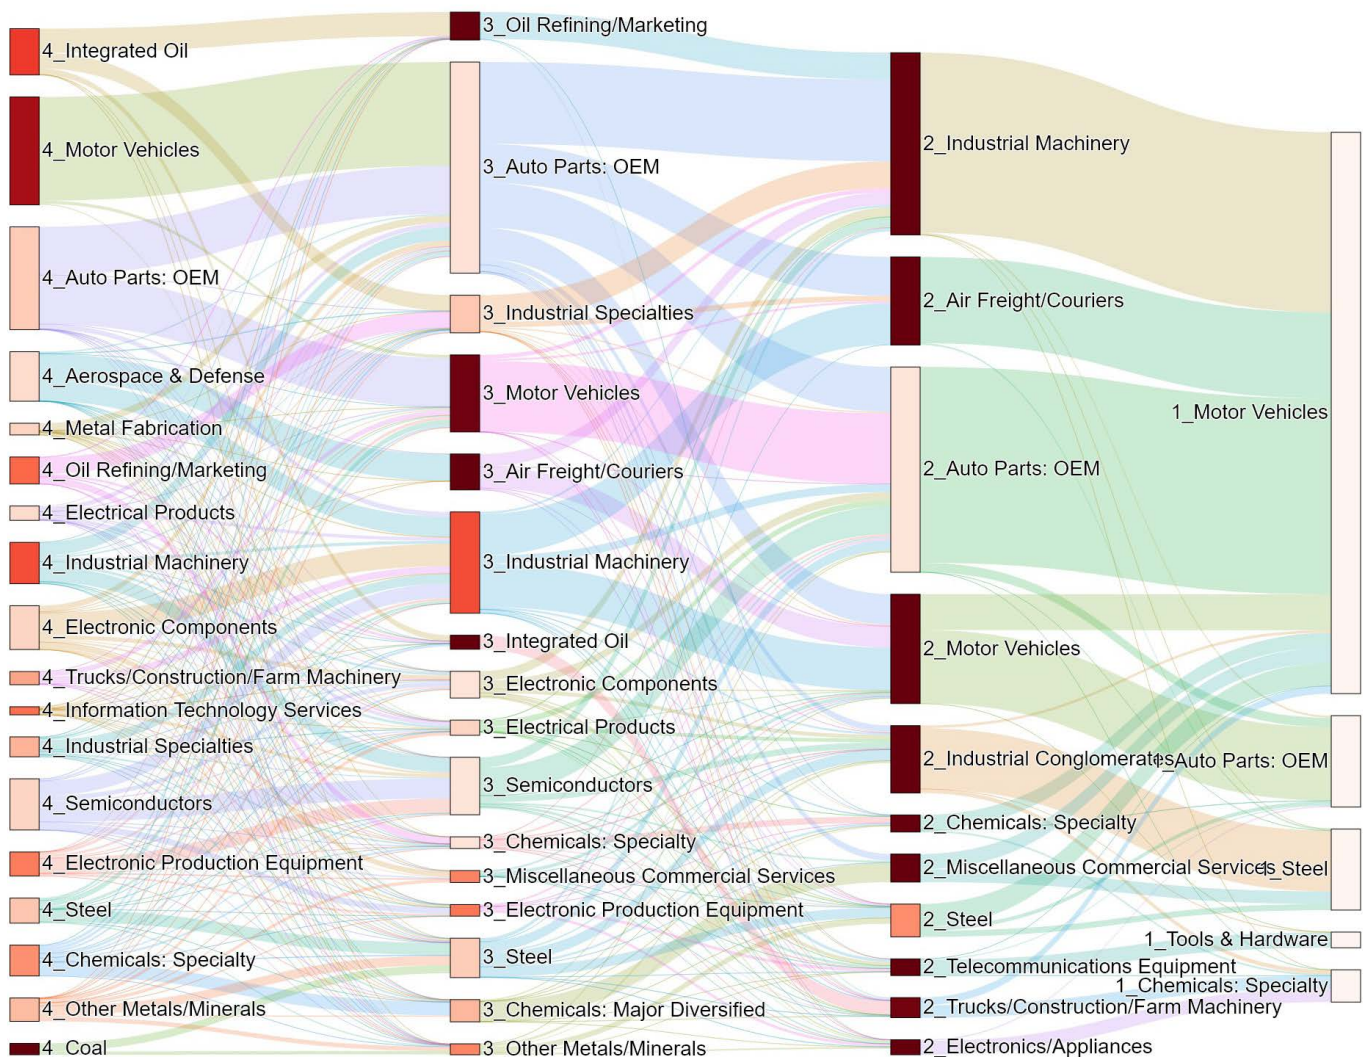 4_Integrated Oil
4_Motor Vehicles
4_Auto Parts: OEM
4_Aerospace & Defense
4_Metal Fabrication
4_Oil Refining/Marketing
4_Electrical Products
4_Industrial Machinery
4_Electronic Components
4_Trucks/Construction/Farm Machinery
4_Information Technology Services
4_Industrial Specialties
4_Semiconductors
4_Electronic Production Equipment
4_Steel
4_Chemicals: Specialty
4_Other Metals/Minerals
4_Coal
3_Oil Refining/Marketing
3_Auto Parts: OEM
3_Industrial Specialties
3_Motor Vehicles
3_Air Freight/Couriers
3_Industrial Machinery
3_Integrated Oil
3_Electronic Components
3_Electrical Products
3_Semiconductors
3_Chemicals: Specialty
3_Miscellaneous Commercial Services
3_Electronic Production Equipment
3_Steel
3_Chemicals: Major Diversified
3_Other Metals/Minerals
2_Industrial Machinery
2_Air Freight/Couriers
2_Auto Parts: OEM
2_Motor Vehicles
2_Industrial Conglomerates
2_Chemicals: Specialty
2_Miscellaneous Commercial Services
2_Steel
2_Telecommunications Equipment
2_Trucks/Construction/Farm Machinery
2_Electronics/Appliances
1_Motor Vehicles
1_Auto Parts: OEM
1_Steel
1_Tools & Hardware
1_Chemicals: Specialty